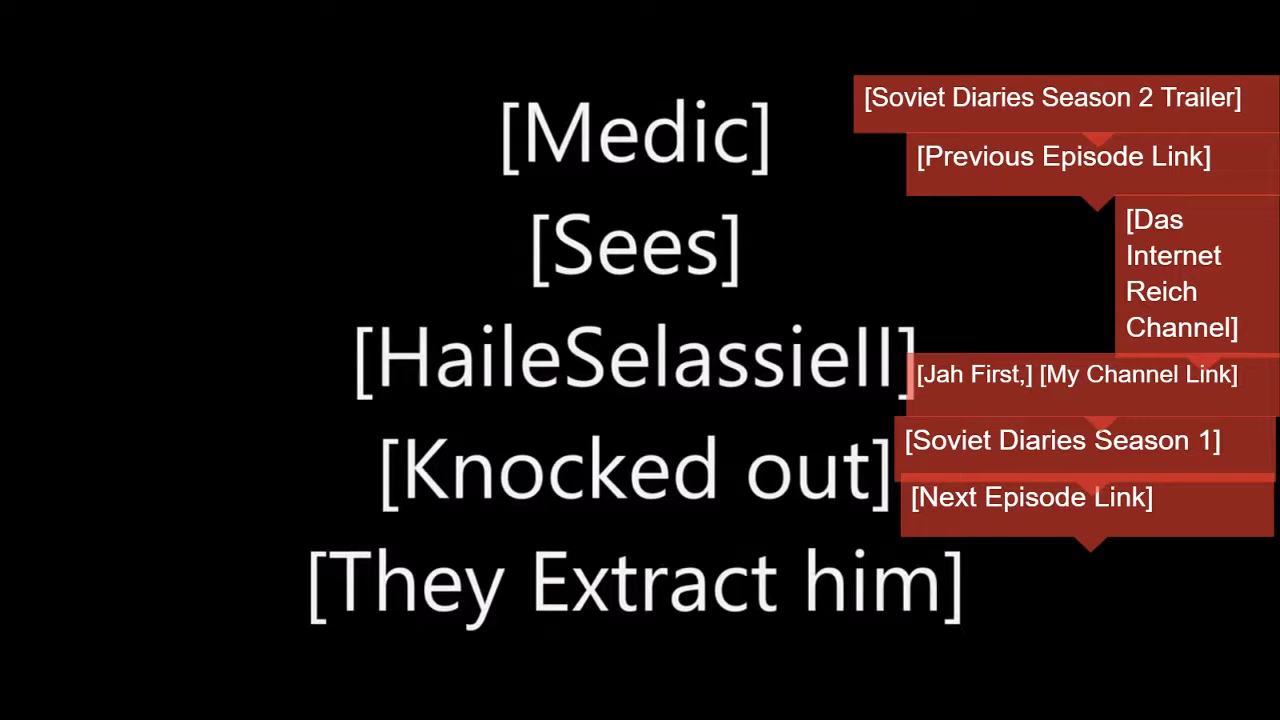 [Medic]
[Sees]
[HaileSelassieII]
[Knocked out]
[They Extract him]
[Soviet Diaries Season 2 Trailer]
[Previous Episode Link]
[Das
Internet
Reich
Channel]
[Jah First,] [My Channel Link]
[Soviet Diaries Season 1]
[Next Episode Link]